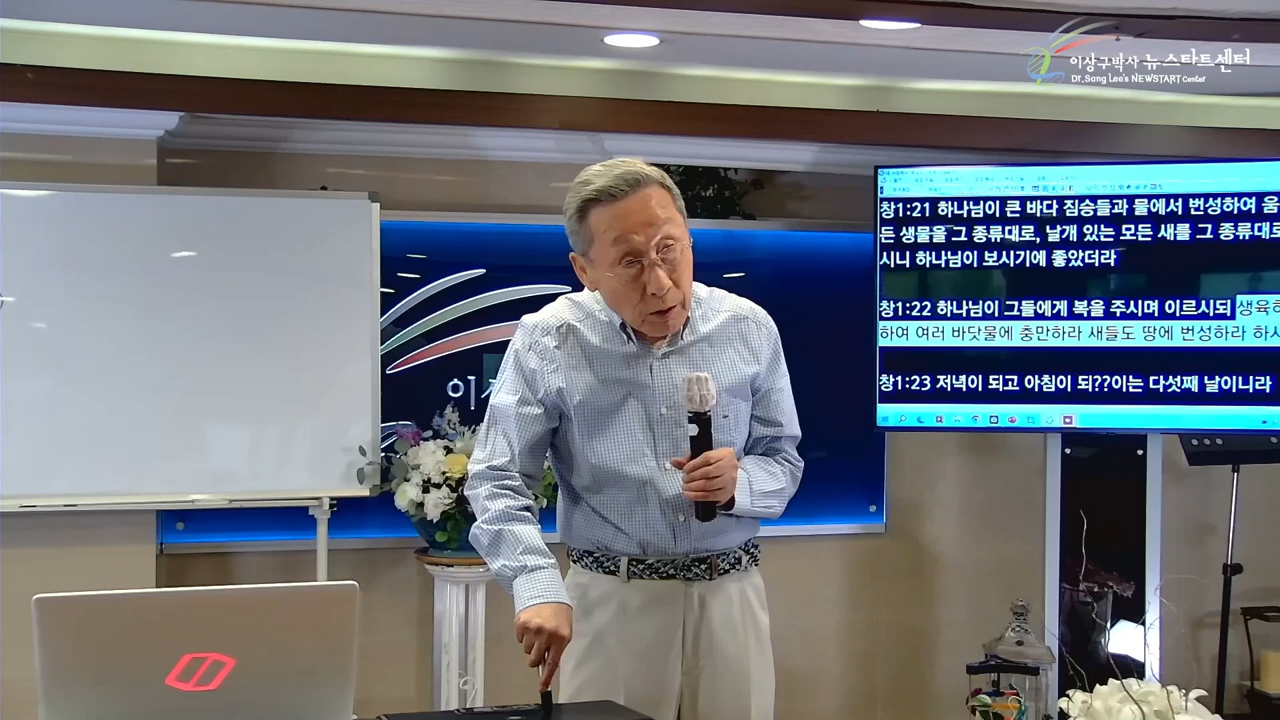 이상구박사 뉴스타트센터
Dr. Sang Lee's NEWSTART Center
창1:21 하나님이 큰 바다 짐승들과 물에서 번성하여 움
든 생물을 그 종류대로, 날개 있는 모든 새를 그 종류대로
시니 하나님이 보시기에 좋았더라
창1:22 하나님이 그들에게 복을 주시며 이르시되 생육하
하여 여러 바닷물에 충만하라 새들도 땅에 번성하라 하시
창1:23 저녁이 되고 아침이 되??이는 다섯째 날이니라
이상